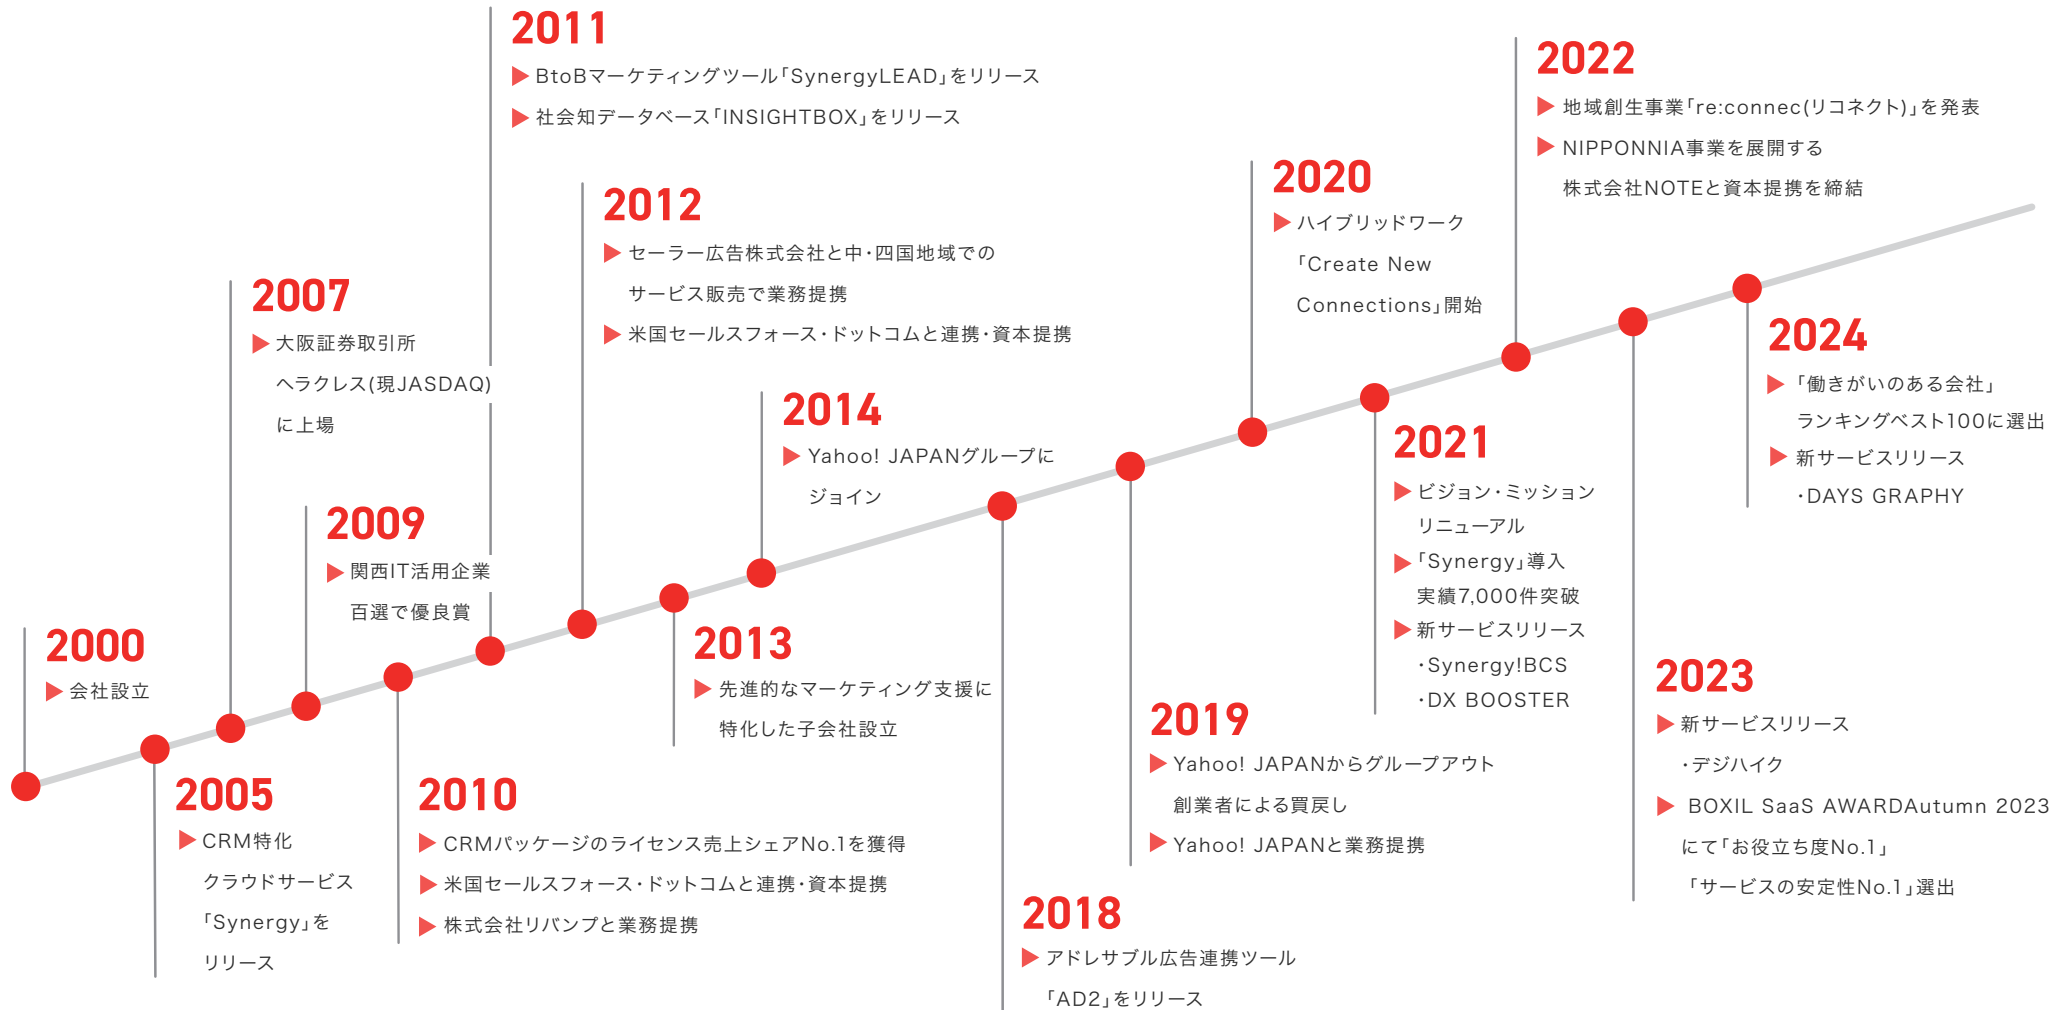 2000
会社設立
2005
CRM特化
クラウドサービス
「Synergy」を
リリース
2007
大阪証券取引所
ヘラクレス(現JASDAQ)
に上場
2009
関西IT活用企業
百選で優良賞
2010
CRMパッケージのライセンス売上シェアNo.1を獲得
米国セールスフォース・ドットコムと連携・資本提携
株式会社リバンプと業務提携
2011
BtoBマーケティングツール「SynergyLEAD」をリリース
社会知データベース「INSIGHTBOX」をリリース
2012
セーラー広告株式会社と中・四国地域での
サービス販売で業務提携
米国セールスフォース・ドットコムと連携・資本提携
2013
先進的なマーケティング支援に
特化した子会社設立
2014
Yahoo! JAPANグループに
ジョイン
2018
アドレサブル広告連携ツール
「AD2」をリリース
2019
Yahoo! JAPANからグループアウト
創業者による買戻し
Yahoo! JAPANと業務提携
2020
ハイブリッドワーク
「Create New
Connections」開始
2021
ビジョン・ミッション
リニューアル
「Synergy」導入
実績7,000件突破
新サービスリリース
・Synergy!BCS
・DX BOOSTER
2022
地域創生事業「re:connec(リコネクト)」を発表
NIPPONNIA事業を展開する
株式会社NOTEと資本提携を締結
2023
新サービスリリース
・デジハイク
BOXIL SaaS AWARDAutumn 2023
にて「お役立ち度No.1」
「サービスの安定性No.1」選出
2024
「働きがいのある会社」
ランキングベスト100に選出
新サービスリリース
・DAYS GRAPHY